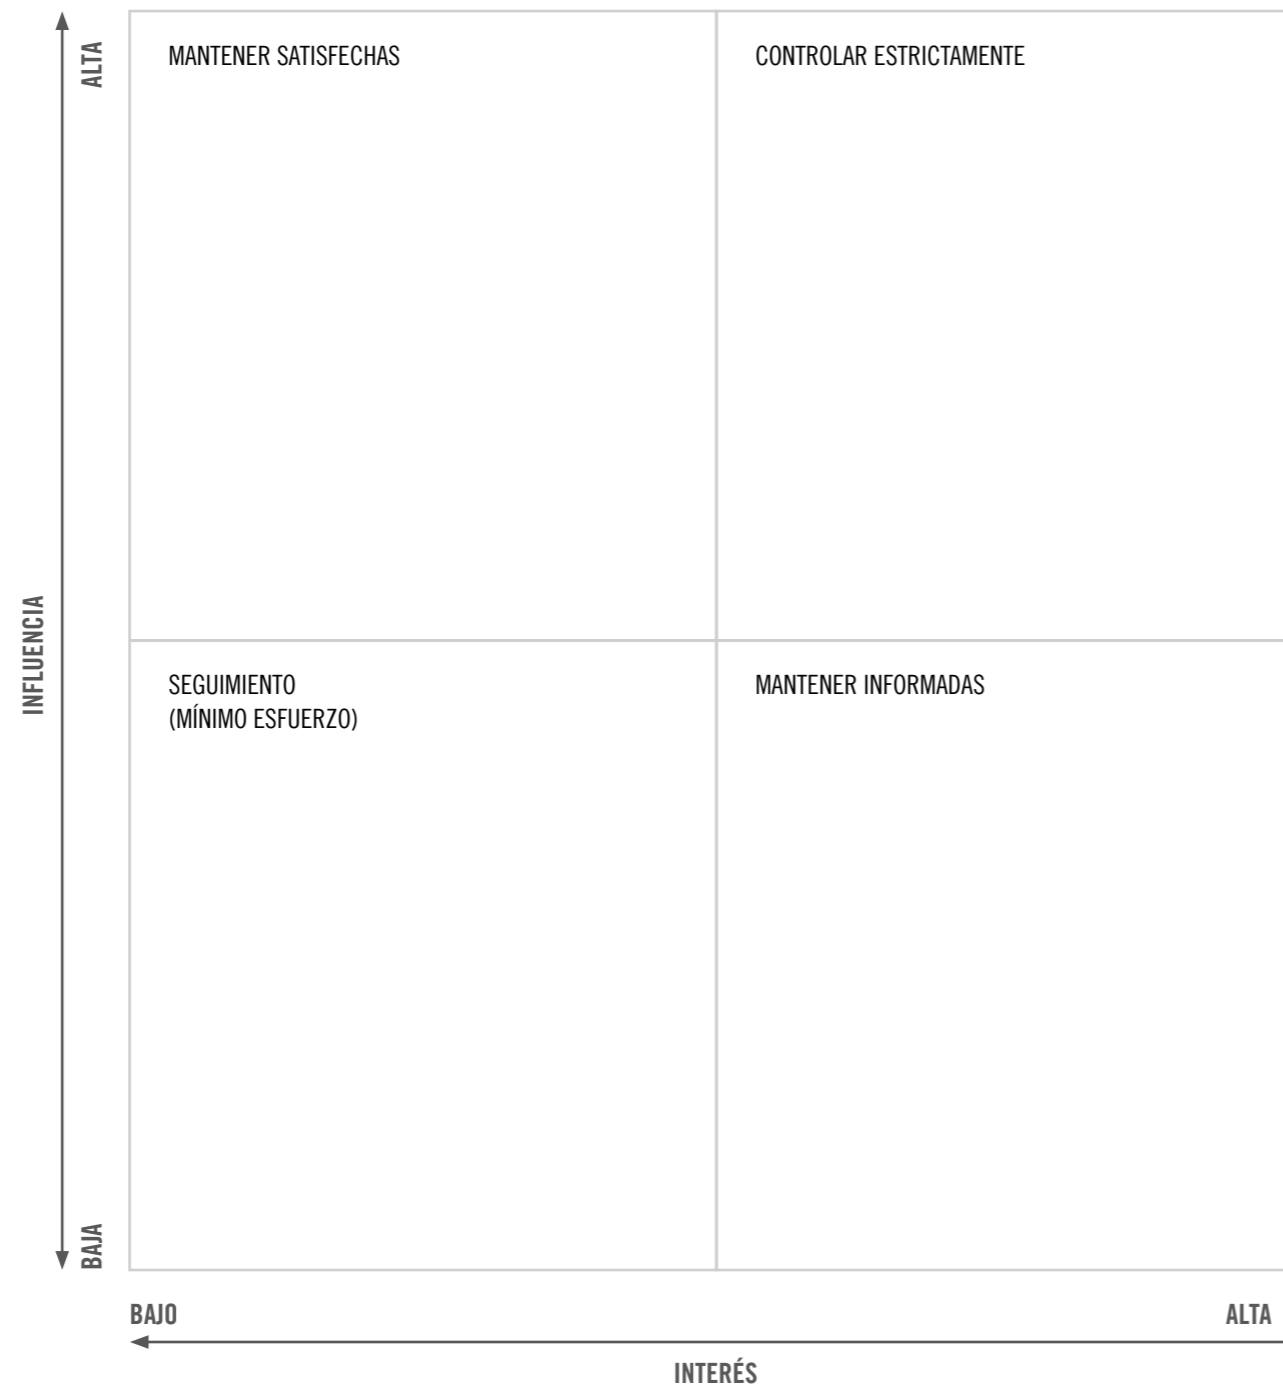 ALTA
MANTENER SATISFECHAS
CONTROLAR ESTRICTAMENTE
INFLUENCIA
SEGUIMIENTO
(MÍNIMO ESFUERZO)
MANTENER INFORMADAS
BAJA
BAJO
ALTA
INTERÉS